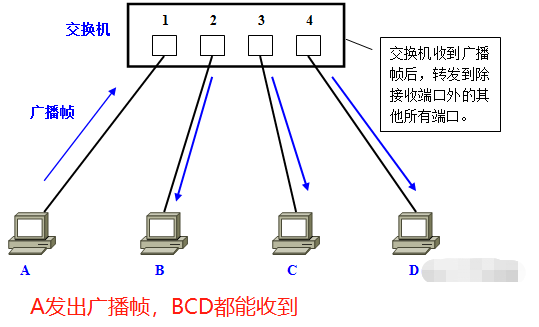 交换机
1 2 3 4
交换机收到广播
帧后，转发到除
接收端口外的其
他所有端口。
广播帧
A B C D
A发出广播帧，BCD都能收到